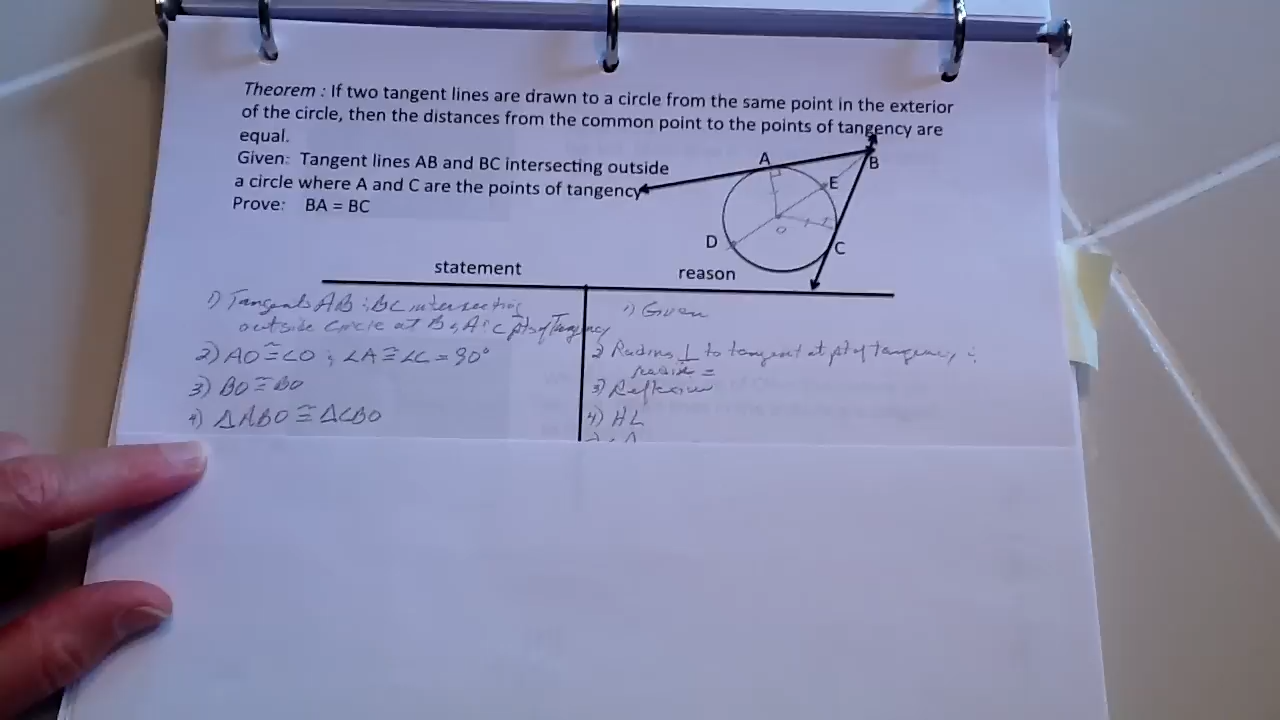 Theorem : If two tangent lines are drawn to a circle from the same point in the exterior
of the circle, then the distances from the common point to the points of tangency are
equal.
Given: Tangent lines AB and BC intersecting outside
a circle where A and C are the points of tangency
Prove: BA = BC
A
B
E
O
D
C
statement
reason
1) Tangents AB ; BC intersecting
outside circle at B ; A ; C pts of Tangency
1) Given
2) AO ≅ CO ; ∠A ≅ ∠C = 90°
2) Radius ⊥ to tangent at pt of tangency ;
radii =
3) BO ≅ BO
3) Reflexive
4) ΔABO ≅ ΔCBO
4) HL